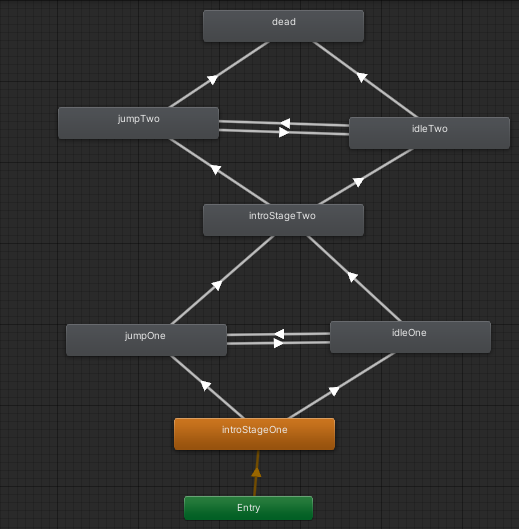 dead
jumpTwo
idleTwo
introStageTwo
jumpOne
idleOne
introStageOne
Entry